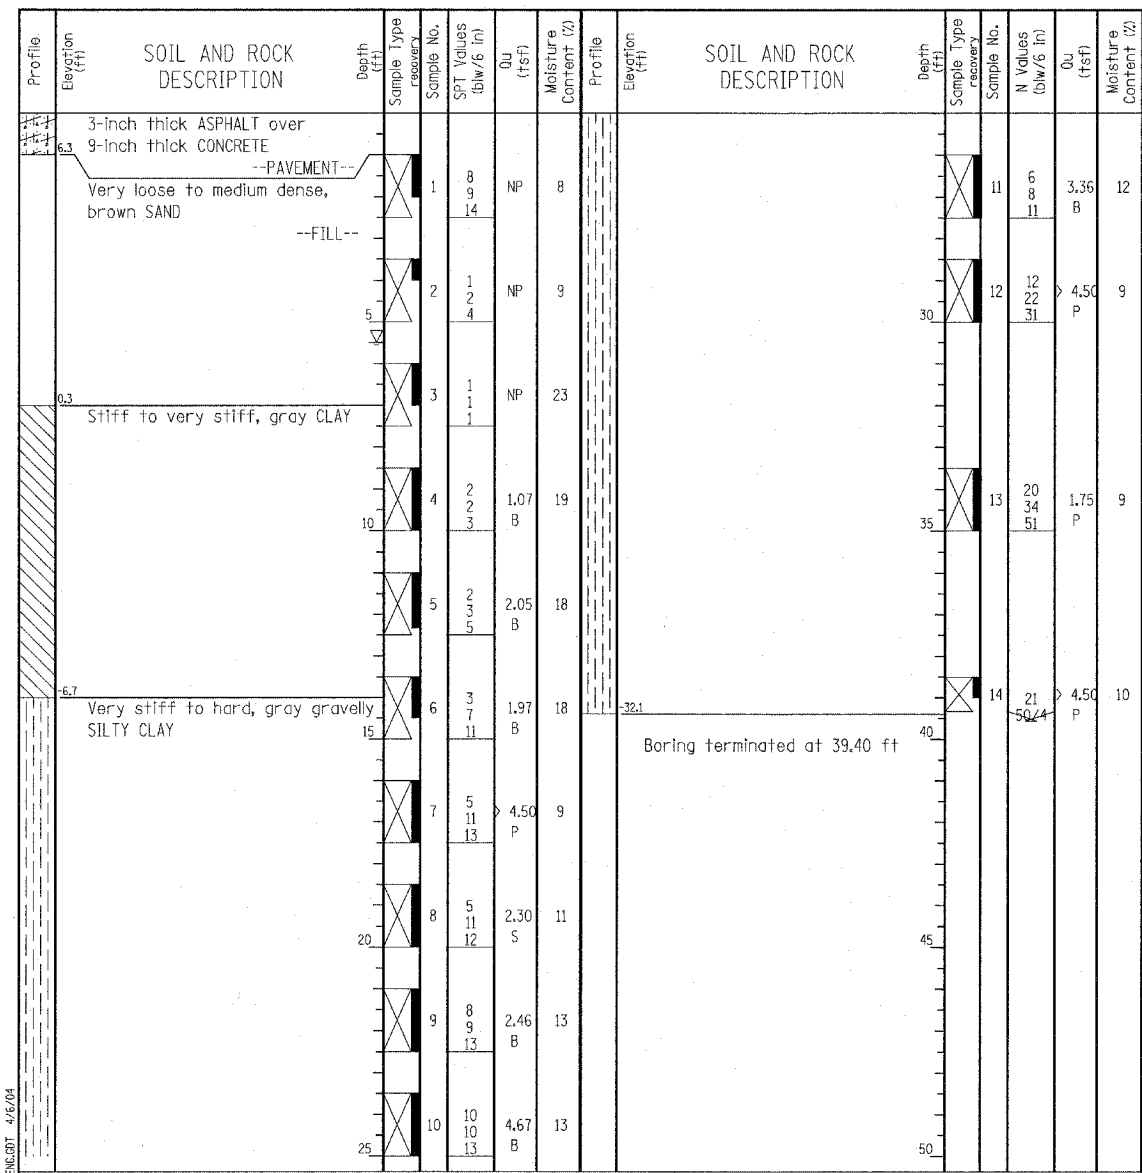 Profile
Elevation (ft)
SOIL AND ROCK
DESCRIPTION
Depth (ft)
Sample Type
recovery
Sample No.
SPT Values
(blw/6 in)
Qu
(tsf)
Moisture
Content (%)
3-inch thick ASPHALT over
6.3 9-inch thick CONCRETE
--PAVEMENT--
Very loose to medium dense,
brown SAND
--FILL--
1
8
9
14
NP
8
2
1
2
4
NP
9
5
3
1
1
1
NP
23
0.3
Stiff to very stiff, gray CLAY
4
2
2
3
1.07
B
19
10
5
2
3
5
2.05
B
18
-6.7
Very stiff to hard, gray gravelly
SILTY CLAY
6
3
7
11
1.97
B
18
15
7
5
11
13
> 4.50
P
9
8
5
11
12
2.30
S
11
20
9
8
9
13
2.46
B
13
10
10
10
13
4.67
B
13
25
Profile
Elevation (ft)
SOIL AND ROCK
DESCRIPTION
Depth (ft)
Sample Type
recovery
Sample No.
N Values
(blw/6 in)
Qu
(tsf)
Moisture
Content (%)
11
6
8
11
3.36
B
12
12
12
22
31
> 4.50
P
9
30
13
20
34
51
1.75
P
9
35
14
21
50/4
> 4.50
P
10
-32.1
40
Boring terminated at 39.40 ft
45
50
ENG.GDT 4/6/04